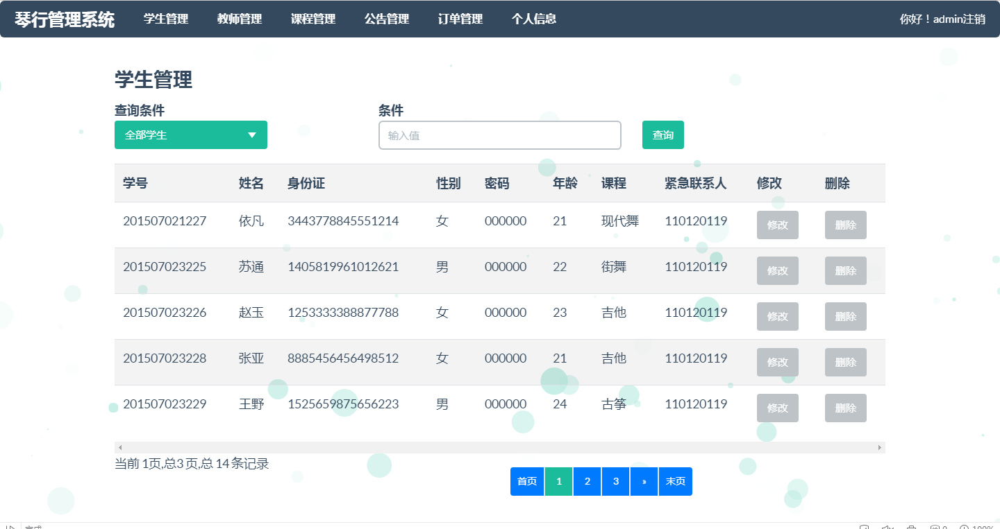 琴行管理系统 学生管理 教师管理 课程管理 公告管理 订单管理 个人信息 你好！admin注销
学生管理
查询条件 条件
全部学生 输入值 查询
学号 姓名 身份证 性别 密码 年龄 课程 紧急联系人 修改 删除
201507021227 依凡 3443778845551214 女 000000 21 现代舞 110120119 修改 删除
201507023225 苏通 1405819961012621 男 000000 22 街舞 110120119 修改 删除
201507023226 赵玉 1253333388877788 女 000000 23 吉他 110120119 修改 删除
201507023228 张亚 8885456456498512 女 000000 21 吉他 110120119 修改 删除
201507023229 王野 1525659875656223 男 000000 24 古筝 110120119 修改 删除
当前 1页,总3 页,总 14 条记录
首页 1 2 3 » 末页